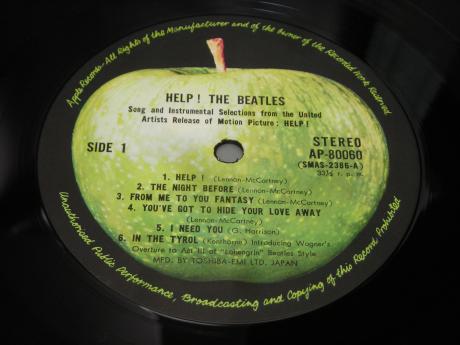 Apple Records-All Rights of the Manufacturer and of the Owner of the Recorded Work Reserved
HELP! THE BEATLES
Song and Instrumental Selections from the United
Artists Release of Motion Picture: HELP!
SIDE 1
STEREO
AP-80060
(SMAS-2386-A)
33⅓ r.p.m.
1. HELP! (Lennon-McCartney)
2. THE NIGHT BEFORE (Lennon-McCartney)
3. FROM ME TO YOU FANTASY (Lennon-McCartney)
4. YOU'VE GOT TO HIDE YOUR LOVE AWAY
(Lennon-McCartney)
5. I NEED YOU (G. Harrison)
6. IN THE TYROL (Kenthorne) Introducing Wagner's
Overture to Act III of "Lohengrin" Beatles Style
MFD. BY TOSHIBA-EMI LTD. JAPAN
Unauthorized Public Performance, Broadcasting and Copying of this Record Prohibited